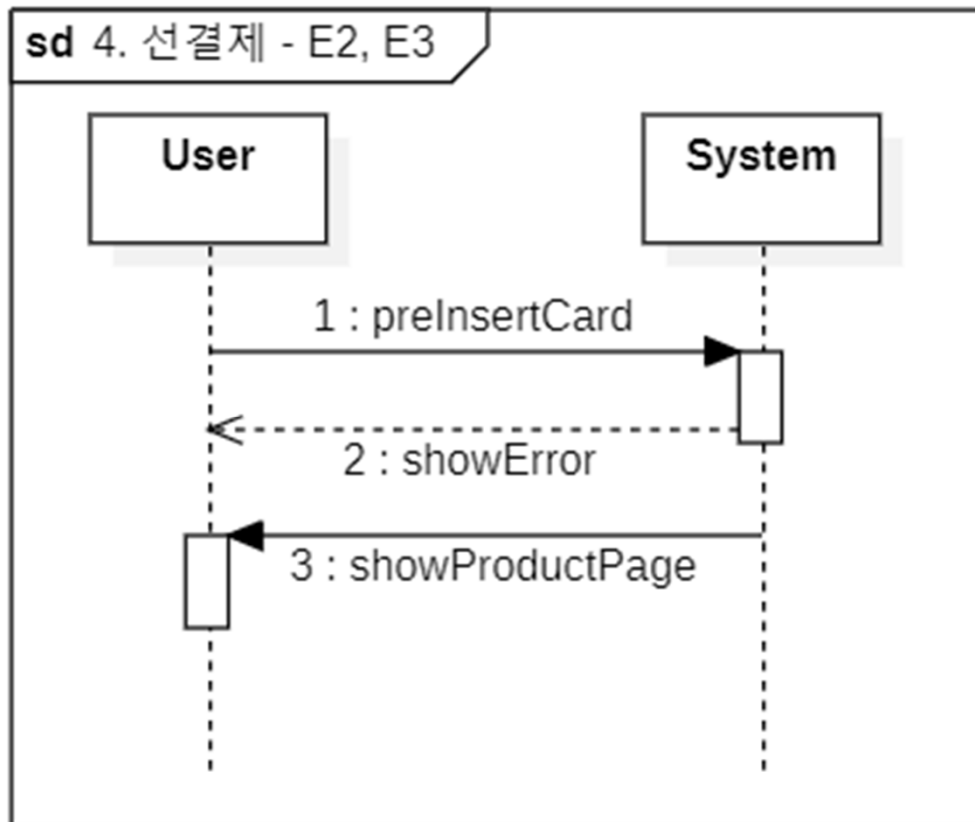 sd 4. 선결제 - E2, E3
User
System
1 : preInsertCard
2 : showError
3 : showProductPage